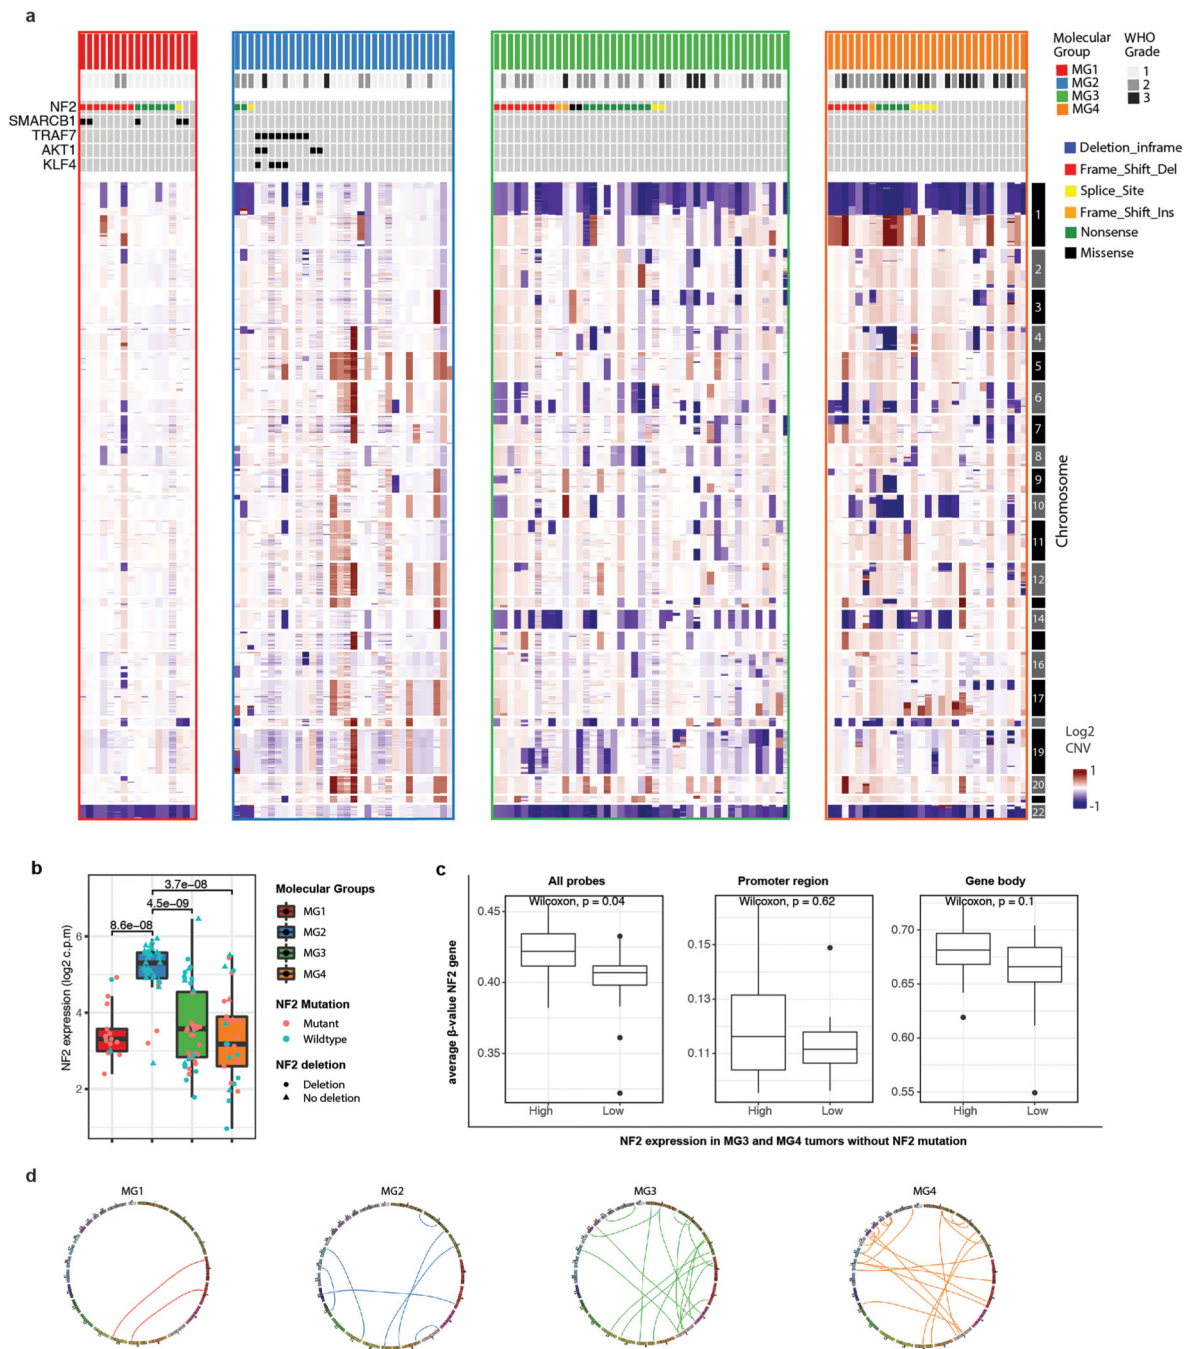 a
Molecular Group
MG1
MG2
MG3
MG4
WHO Grade
1
2
3
NF2
SMARCB1
TRAF7
AKT1
KLF4
Deletion_inframe
Frame_Shift_Del
Splice_Site
Frame_Shift_Ins
Nonsense
Missense
1
2
3
4
5
6
7
8
9
10
11
12
14
16
17
19
20
22
Chromosome
Log2
CNV
1
-1
b
NF2 expression (log2 c.p.m)
6
4
2
3.7e-08
4.5e-09
8.6e-08
Molecular Groups
MG1
MG2
MG3
MG4
NF2 Mutation
Mutant
Wildtype
NF2 deletion
Deletion
No deletion
c
average β-value NF2 gene
All probes
Wilcoxon, p = 0.04
0.45
0.40
0.35
High Low
Promoter region
Wilcoxon, p = 0.62
0.15
0.13
0.11
High Low
Gene body
Wilcoxon, p = 0.1
0.70
0.65
0.60
0.55
High Low
NF2 expression in MG3 and MG4 tumors without NF2 mutation
d
MG1
MG2
MG3
MG4